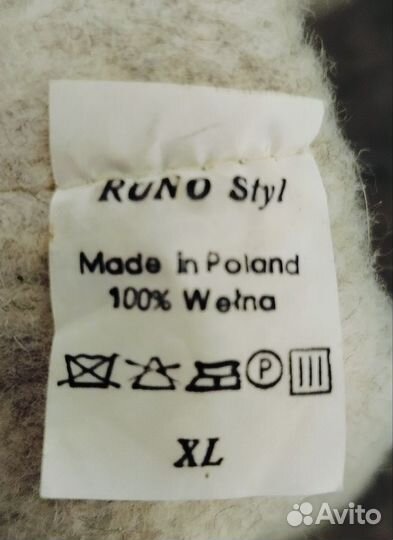 RUNO Styl
Made in Poland
100% Wełna
P
XL
Avito